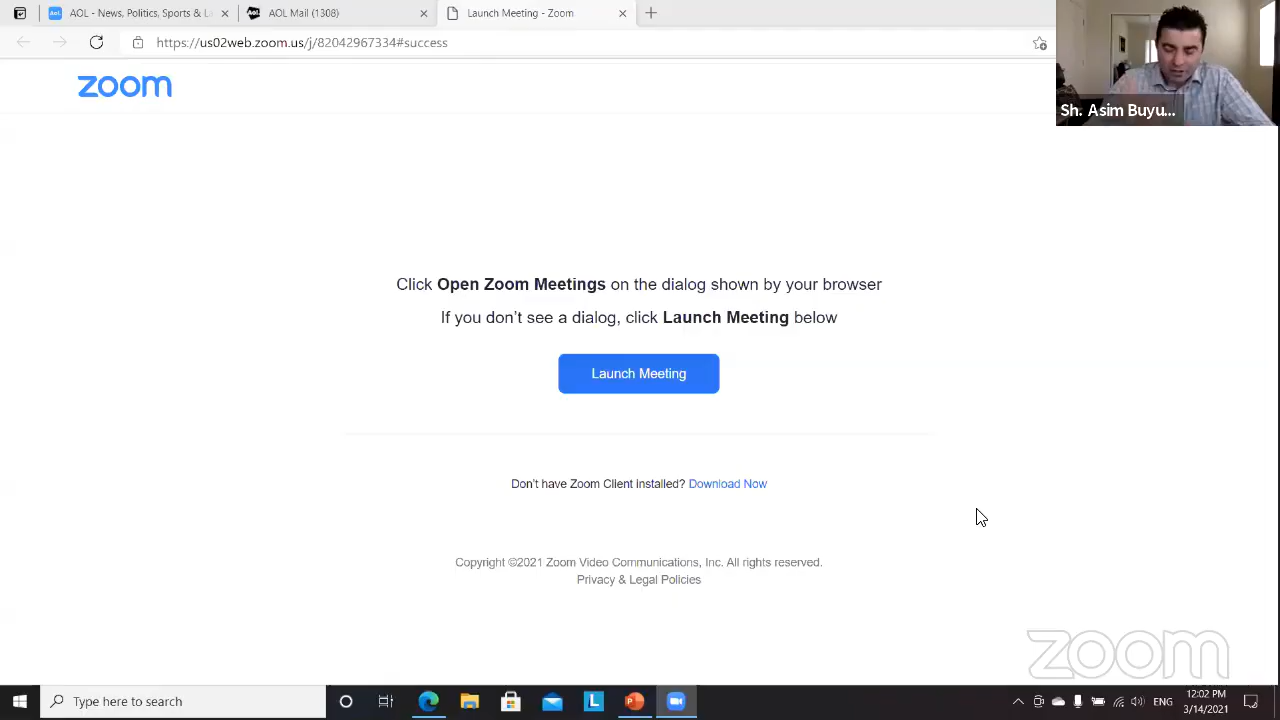 AOL - News, Politics, Sports & L
AOL Mail (1308)
Launch Meeting - Zoom
https://us02web.zoom.us/j/82042967334#success
zoom
Sh. Asim Buyu...
Click Open Zoom Meetings on the dialog shown by your browser
If you don't see a dialog, click Launch Meeting below
Launch Meeting
Don't have Zoom Client installed? Download Now
Copyright ©2021 Zoom Video Communications, Inc. All rights reserved.
Privacy & Legal Policies
zoom
Type here to search
ENG
12:02 PM
3/14/2021